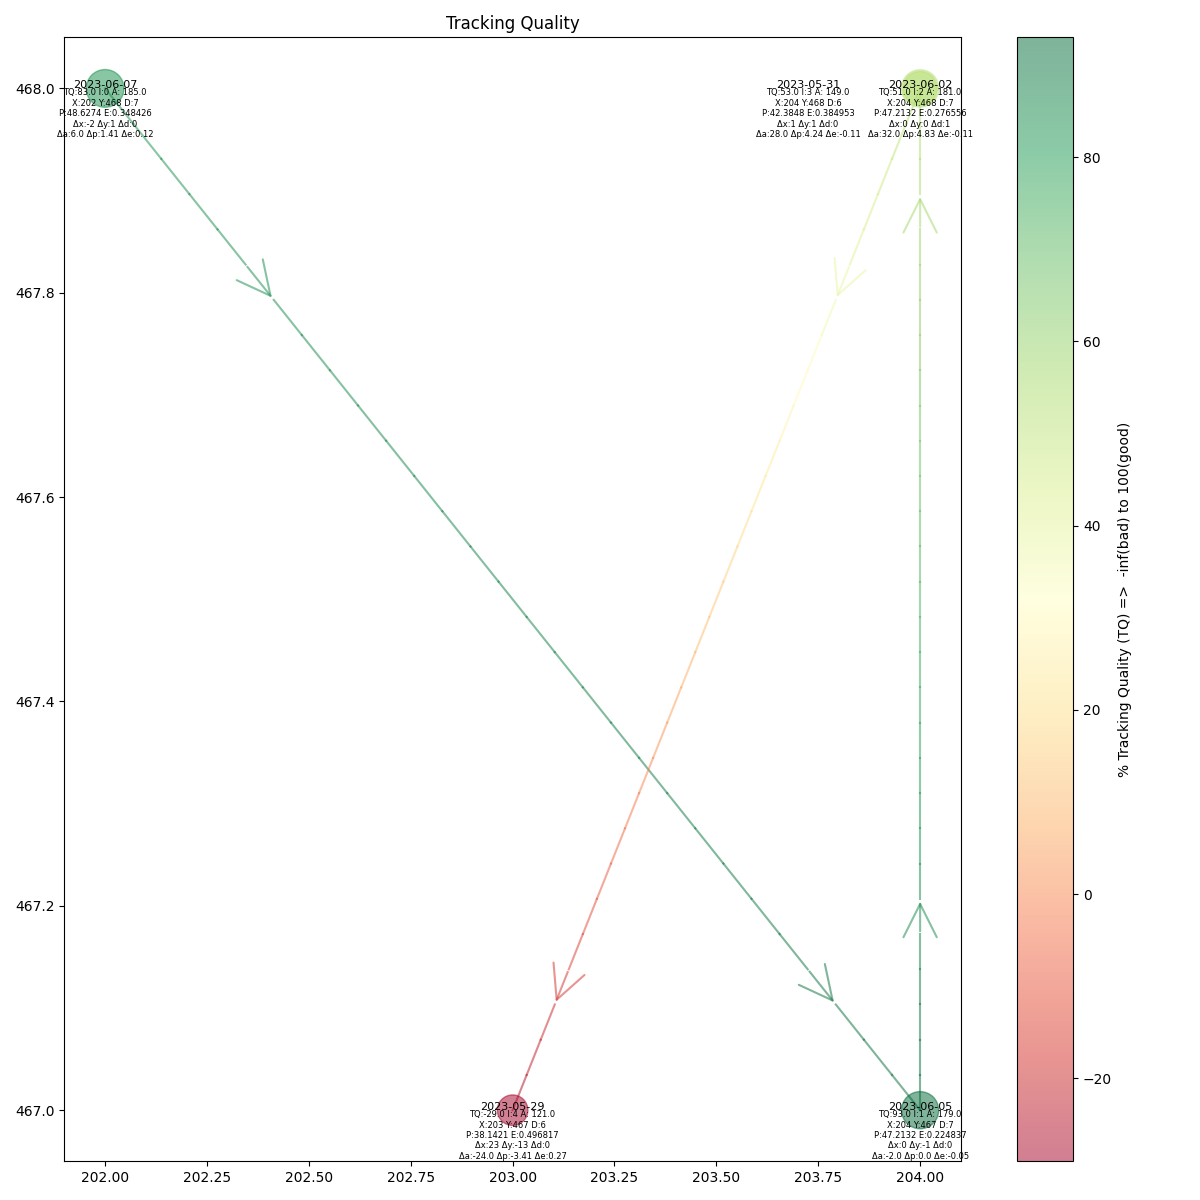 Tracking Quality
2023-06-07
TQ:83.0 I:0 A: 185.0
X:202 Y:468 D:7
P:48.6274 E:0.348426
Δx:-2 Δy:1 Δd:0
Δa:6.0 Δp:1.41 Δe:0.12
2023-05-31
TQ:53.0 I:3 A: 149.0
X:204 Y:468 D:6
P:42.3848 E:0.384953
Δx:1 Δy:1 Δd:0
Δa:28.0 Δp:4.24 Δe:-0.11
2023-06-02
TQ:51.0 I:2 A: 181.0
X:204 Y:468 D:7
P:47.2132 E:0.276556
Δx:0 Δy:0 Δd:1
Δa:32.0 Δp:4.83 Δe:-0.11
2023-05-29
TQ:-29.0 I:4 A: 121.0
X:203 Y:467 D:6
P:38.1421 E:0.496817
Δx:23 Δy:-13 Δd:0
Δa:-24.0 Δp:-3.41 Δe:0.27
2023-06-05
TQ:93.0 I:1 A: 179.0
X:204 Y:467 D:7
P:47.2132 E:0.224837
Δx:0 Δy:-1 Δd:0
Δa:-2.0 Δp:0.0 Δe:-0.05
468.0
467.8
467.6
467.4
467.2
467.0
202.00
202.25
202.50
202.75
203.00
203.25
203.50
203.75
204.00
80
60
40
20
0
−20
% Tracking Quality (TQ) =>  -inf(bad) to 100(good)